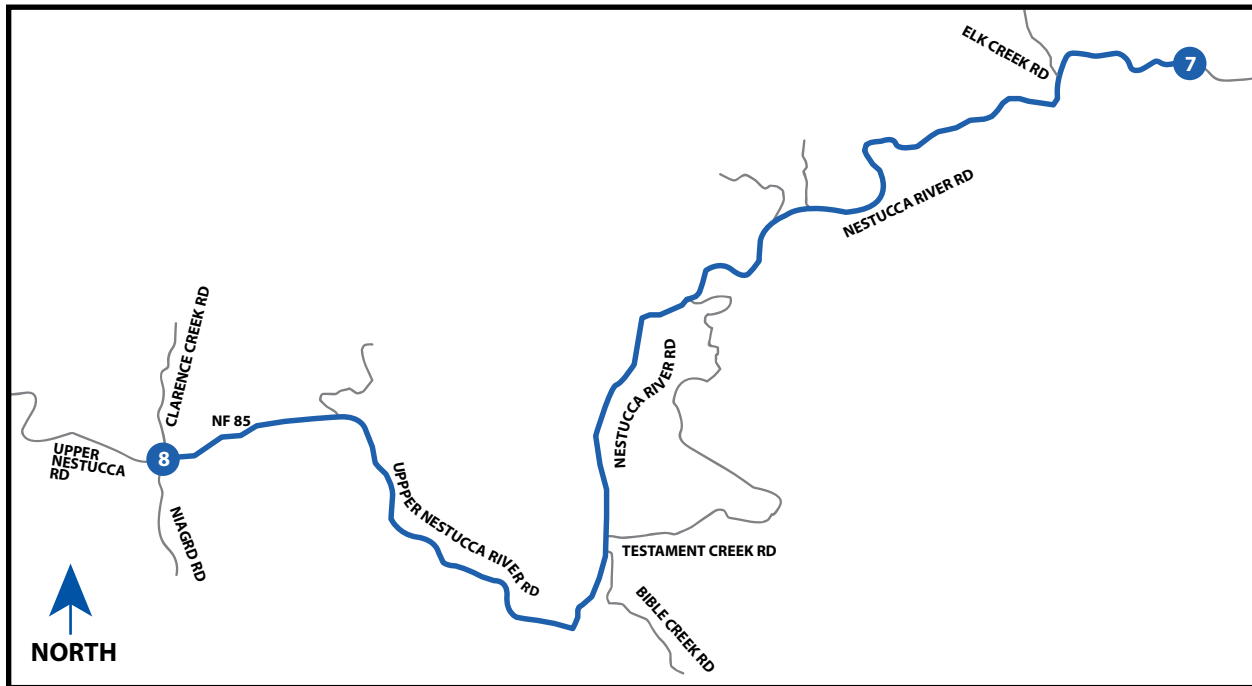 ELK CREEK RD
7
NESTUCCA RIVER RD
CLARENCE CREEK RD
NESTUCCA RIVER RD
NF 85
8
UPPER
NESTUCCA
RD
UPPPER NESTUCCA RIVER RD
NIAGRD RD
TESTAMENT CREEK RD
BIBLE CREEK RD
NORTH